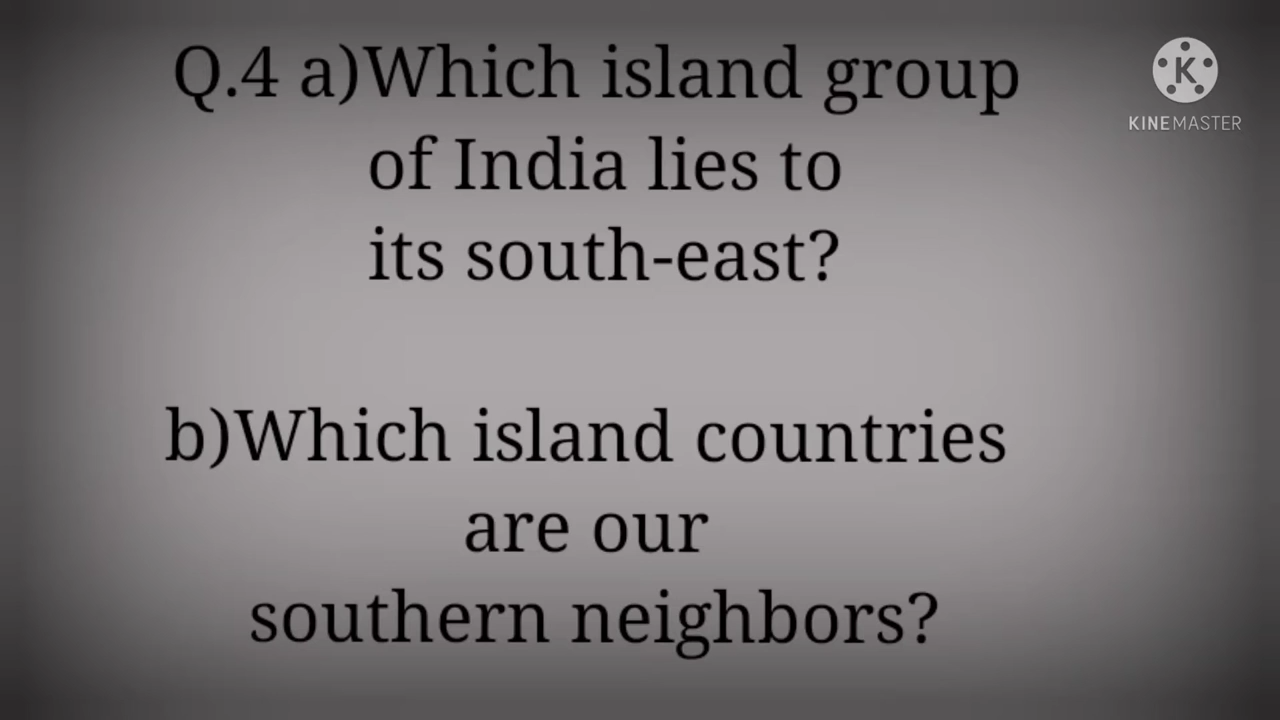 Q.4 a)Which island group
of India lies to
its south-east?
b)Which island countries
are our
southern neighbors?
K
KINEMASTER